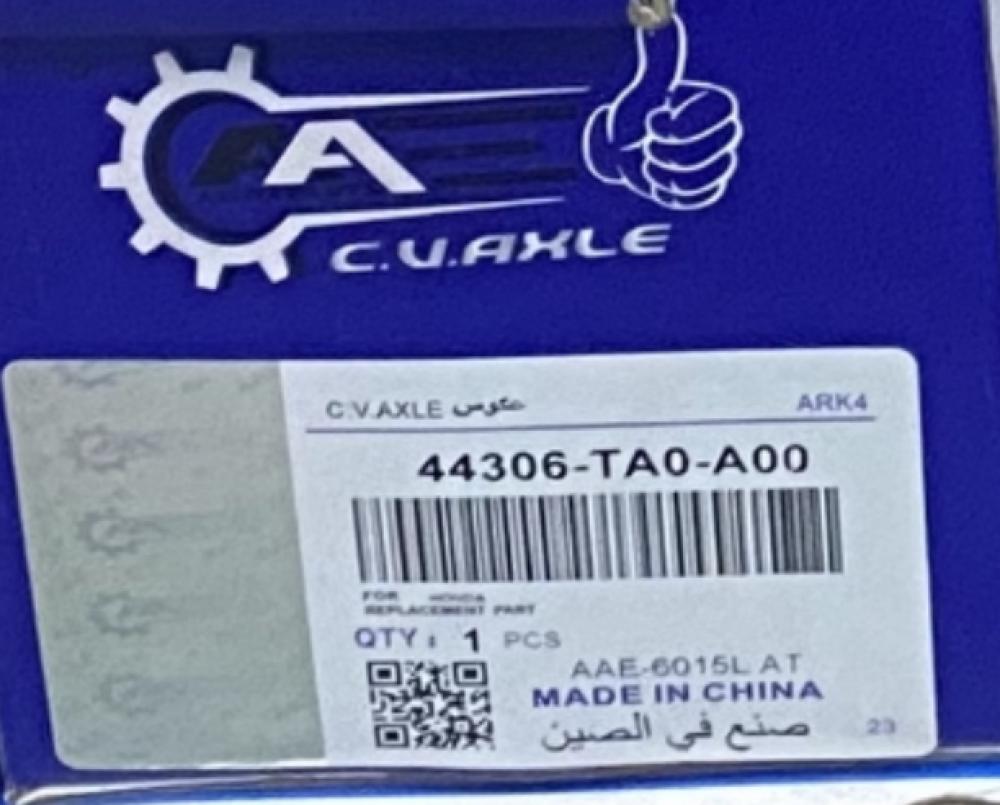 AA
C.V.AXLE
C.V.AXLE عكوس ARK4
44306-TA0-A00
FOR HONDA
REPLACEMENT PART
QTY : 1 PCS
AAE-6015L AT
MADE IN CHINA
صنع في الصين 23